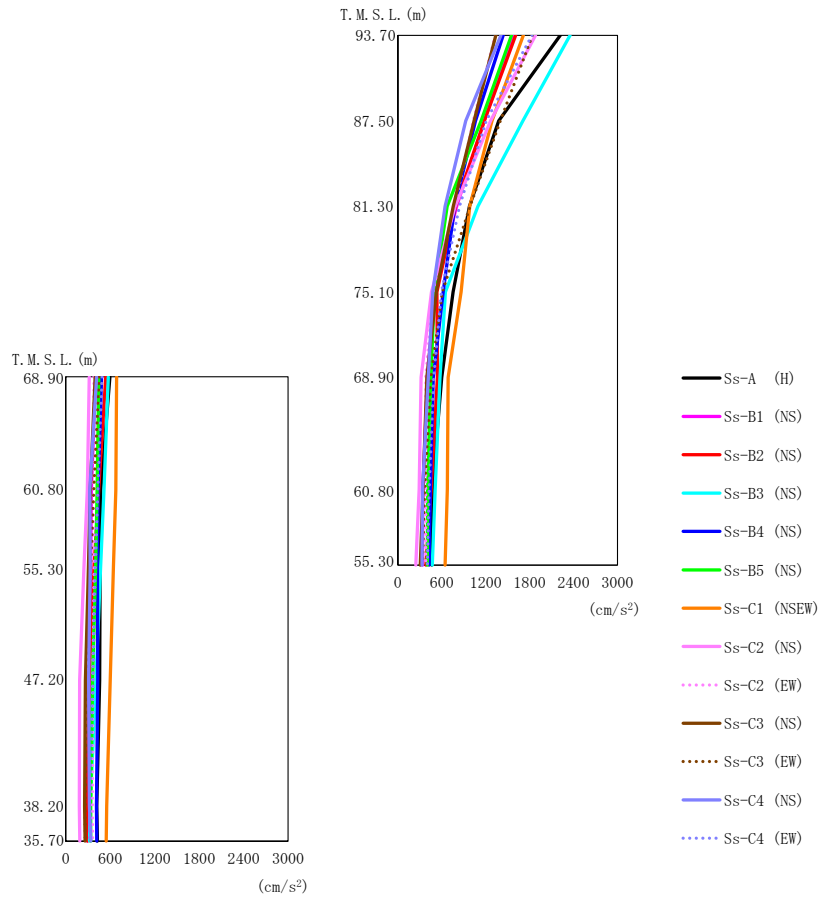 T.M.S.L.(m)
93.70
87.50
81.30
75.10
68.90
60.80
55.30
0 600 1200 1800 2400 3000
(cm/s²)
T.M.S.L.(m)
68.90
60.80
55.30
47.20
38.20
35.70
0 600 1200 1800 2400 3000
(cm/s²)
Ss-A (H)
Ss-B1 (NS)
Ss-B2 (NS)
Ss-B3 (NS)
Ss-B4 (NS)
Ss-B5 (NS)
Ss-C1 (NSEW)
Ss-C2 (NS)
Ss-C2 (EW)
Ss-C3 (NS)
Ss-C3 (EW)
Ss-C4 (NS)
Ss-C4 (EW)